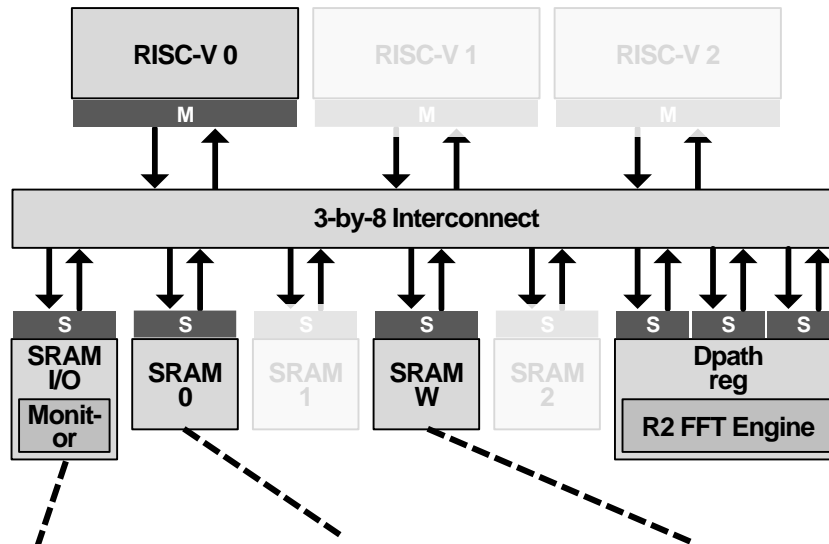 RISC-V 0
RISC-V 1
RISC-V 2
M
M
M
3-by-8 Interconnect
S
S
S
S
S
S
S
S
SRAM
I/O
Monit-
or
SRAM
0
SRAM
1
SRAM
W
SRAM
2
Dpath
reg
R2 FFT Engine